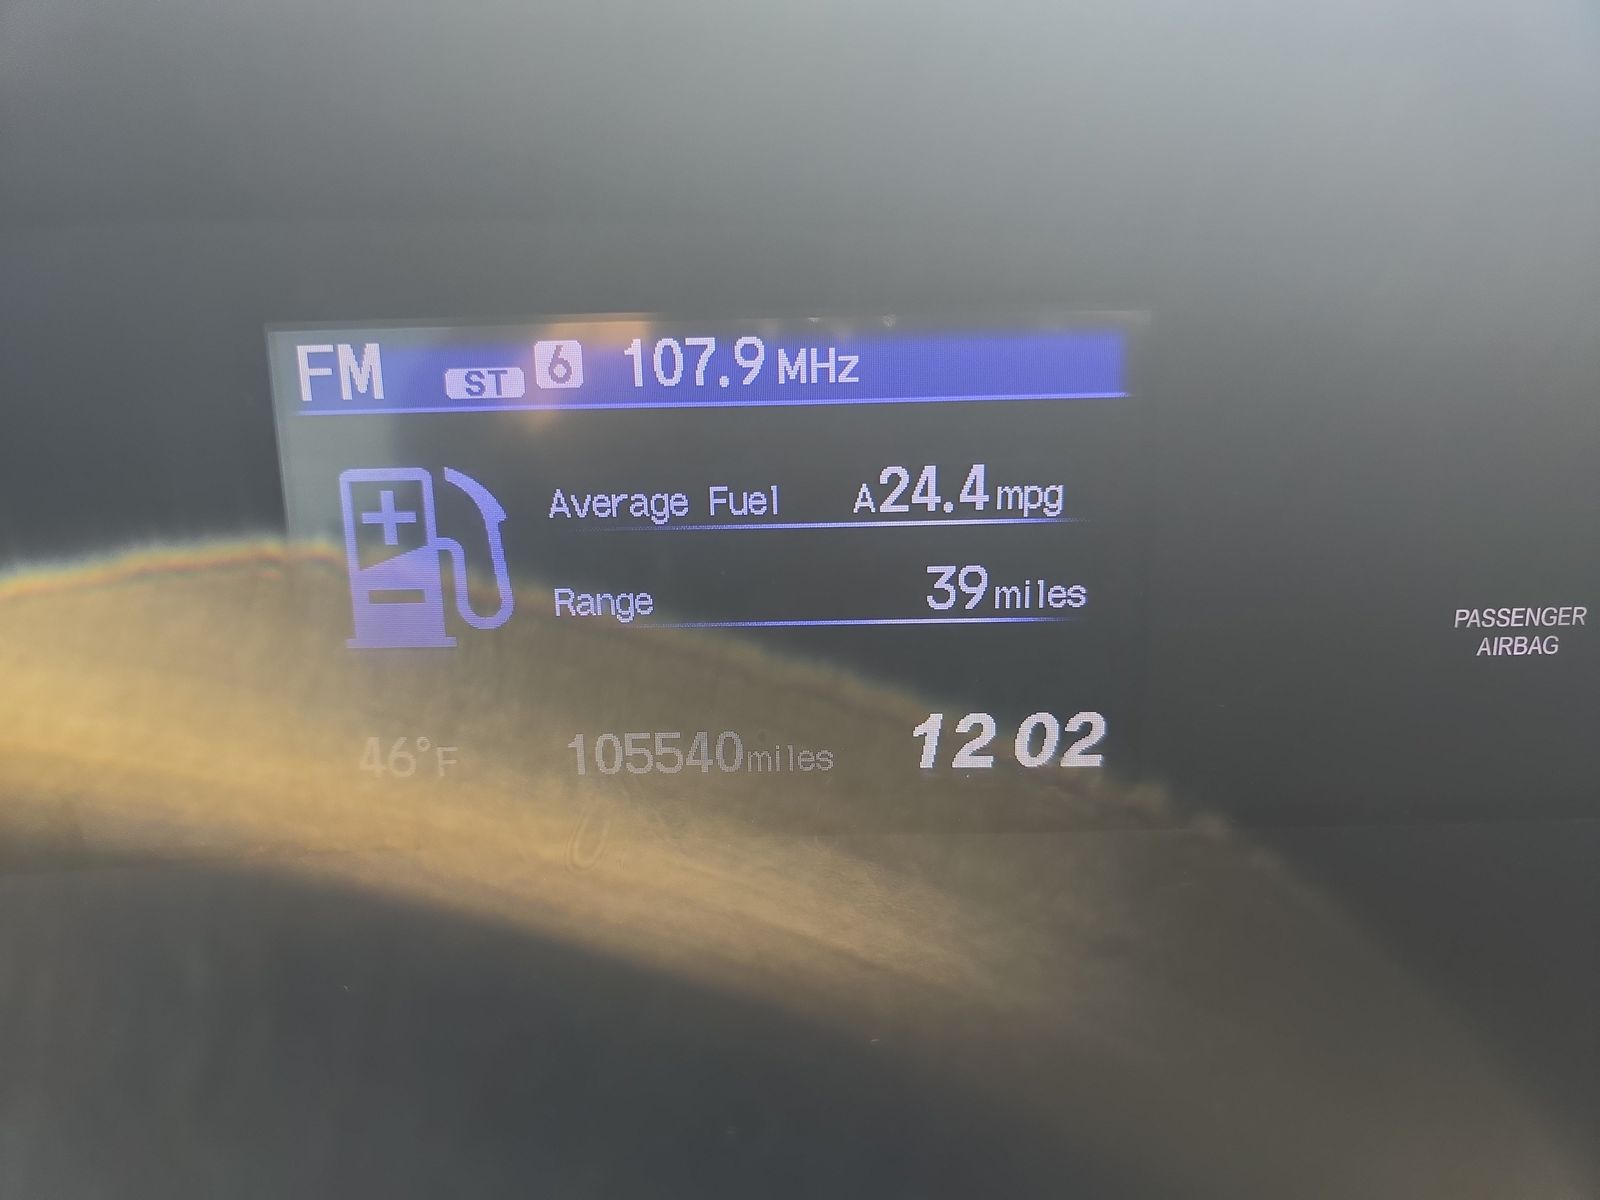 FM ST 6 107.9 MHz
Average Fuel A24.4 mpg
Range 39 miles
PASSENGER
AIRBAG
46°F 105540 miles 12 02